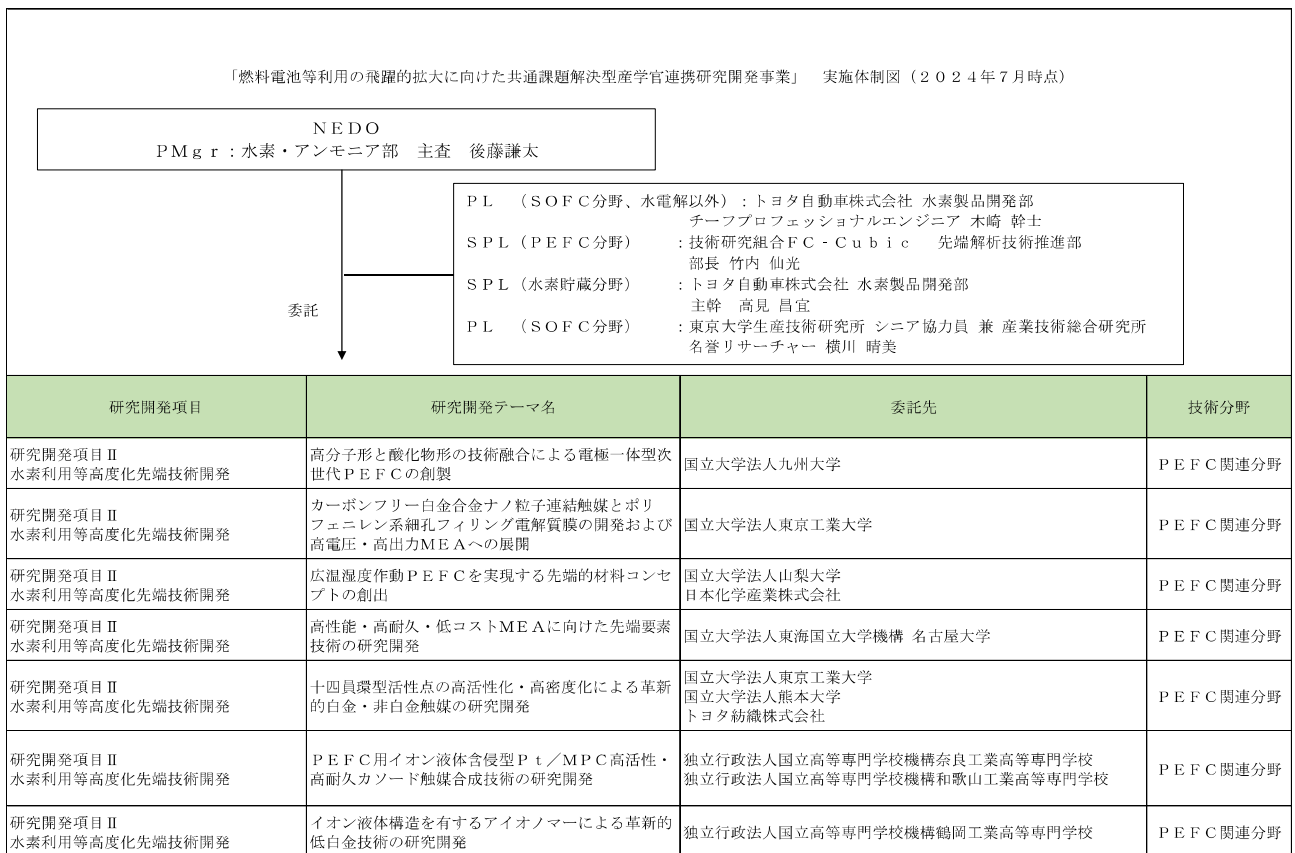 「燃料電池等利用の飛躍的拡大に向けた共通課題解決型産学官連携研究開発事業」　実施体制図（２０２４年７月時点）
ＮＥＤＯ
ＰＭｇｒ：水素・アンモニア部　主査　後藤謙太
ＰＬ　（ＳＯＦＣ分野、水電解以外）：トヨタ自動車株式会社 水素製品開発部
チーフプロフェッショナルエンジニア 木崎 幹士
ＳＰＬ（ＰＥＦＣ分野）　：技術研究組合ＦＣ‐Ｃｕｂｉｃ　先端解析技術推進部
部長 竹内 仙光
ＳＰＬ（水素貯蔵分野）　：トヨタ自動車株式会社 水素製品開発部
主幹　高見 昌宜
ＰＬ　（ＳＯＦＣ分野）　：東京大学生産技術研究所 シニア協力員 兼 産業技術総合研究所
名誉リサーチャー 横川 晴美
委託
研究開発項目　研究開発テーマ名　委託先　技術分野
研究開発項目Ⅱ
水素利用等高度化先端技術開発
高分子形と酸化物形の技術融合による電極一体型次
世代ＰＥＦＣの創製
国立大学法人九州大学
ＰＥＦＣ関連分野
研究開発項目Ⅱ
水素利用等高度化先端技術開発
カーボンフリー白金合金ナノ粒子連結触媒とポリ
フェニレン系細孔フィリング電解質膜の開発および
高電圧・高出力ＭＥＡへの展開
国立大学法人東京工業大学
ＰＥＦＣ関連分野
研究開発項目Ⅱ
水素利用等高度化先端技術開発
広温湿度作動ＰＥＦＣを実現する先端的材料コンセ
プトの創出
国立大学法人山梨大学
日本化学産業株式会社
ＰＥＦＣ関連分野
研究開発項目Ⅱ
水素利用等高度化先端技術開発
高性能・高耐久・低コストＭＥＡに向けた先端要素
技術の研究開発
国立大学法人東海国立大学機構 名古屋大学
ＰＥＦＣ関連分野
研究開発項目Ⅱ
水素利用等高度化先端技術開発
十四員環型活性点の高活性化・高密度化による革新
的白金・非白金触媒の研究開発
国立大学法人東京工業大学
国立大学法人熊本大学
トヨタ紡織株式会社
ＰＥＦＣ関連分野
研究開発項目Ⅱ
水素利用等高度化先端技術開発
ＰＥＦＣ用イオン液体含侵型Ｐｔ／ＭＰＣ高活性・
高耐久カソード触媒合成技術の研究開発
独立行政法人国立高等専門学校機構奈良工業高等専門学校
独立行政法人国立高等専門学校機構和歌山工業高等専門学校
ＰＥＦＣ関連分野
研究開発項目Ⅱ
水素利用等高度化先端技術開発
イオン液体構造を有するアイオノマーによる革新的
低白金技術の研究開発
独立行政法人国立高等専門学校機構鶴岡工業高等専門学校
ＰＥＦＣ関連分野